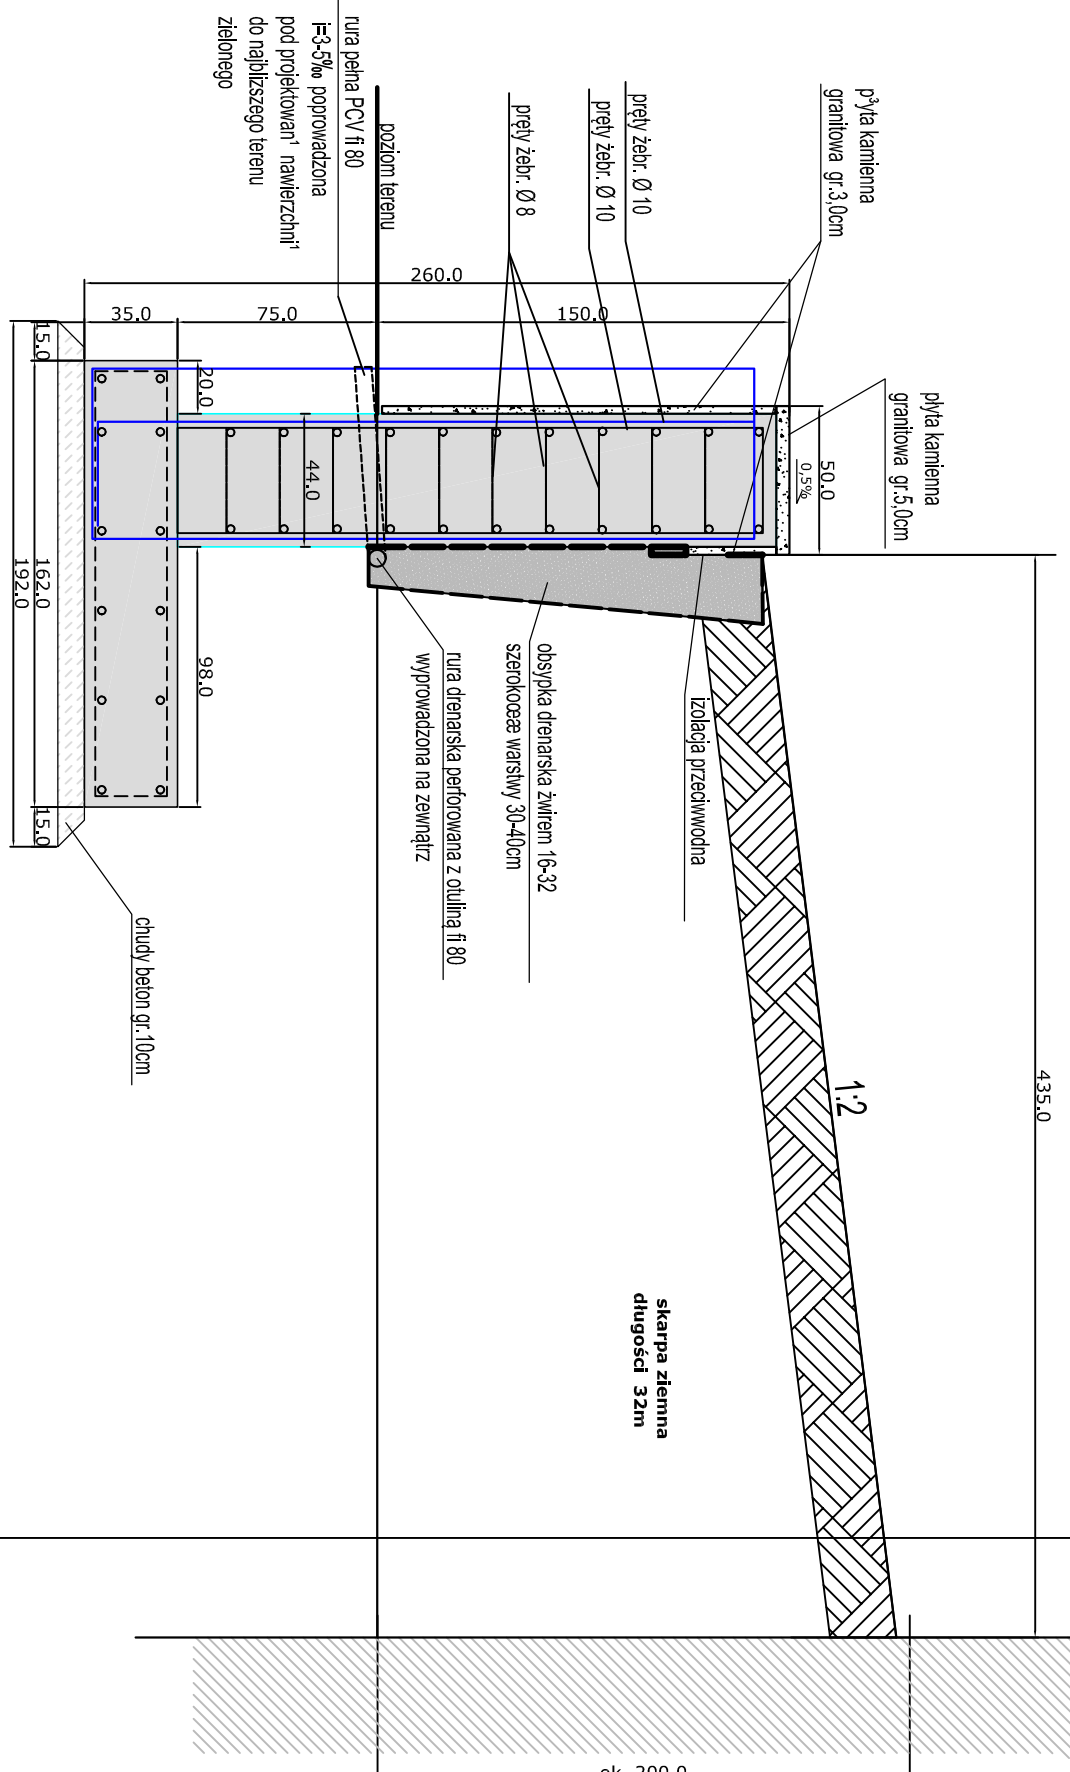 rura pełna PCV fi 80
i=3-5‰ poprowadzona
pod projektowan¹ nawierzchni¹
do najbliższego terenu
zielonego
poziom terenu
pręty żebr. Ø 8
pręty żebr. Ø 10
pręty żebr. Ø 10
p³yta kamienna
granitowa gr.3,0cm
płyta kamienna
granitowa gr.5,0cm
260.0
35.0
75.0
150.0
15.0
20.0
44.0
50.0
0,5%
162.0
192.0
98.0
15.0
435.0
izolacja przeciwwodna
obsypka drenarska żwirem 16-32
szerokoœæ warstwy 30-40cm
rura drenarska perforowana z otuliną fi 80
wyprowadzona na zewnątrz
chudy beton gr.10cm
1:2
skarpa ziemna
długości 32m
ok. 200.0